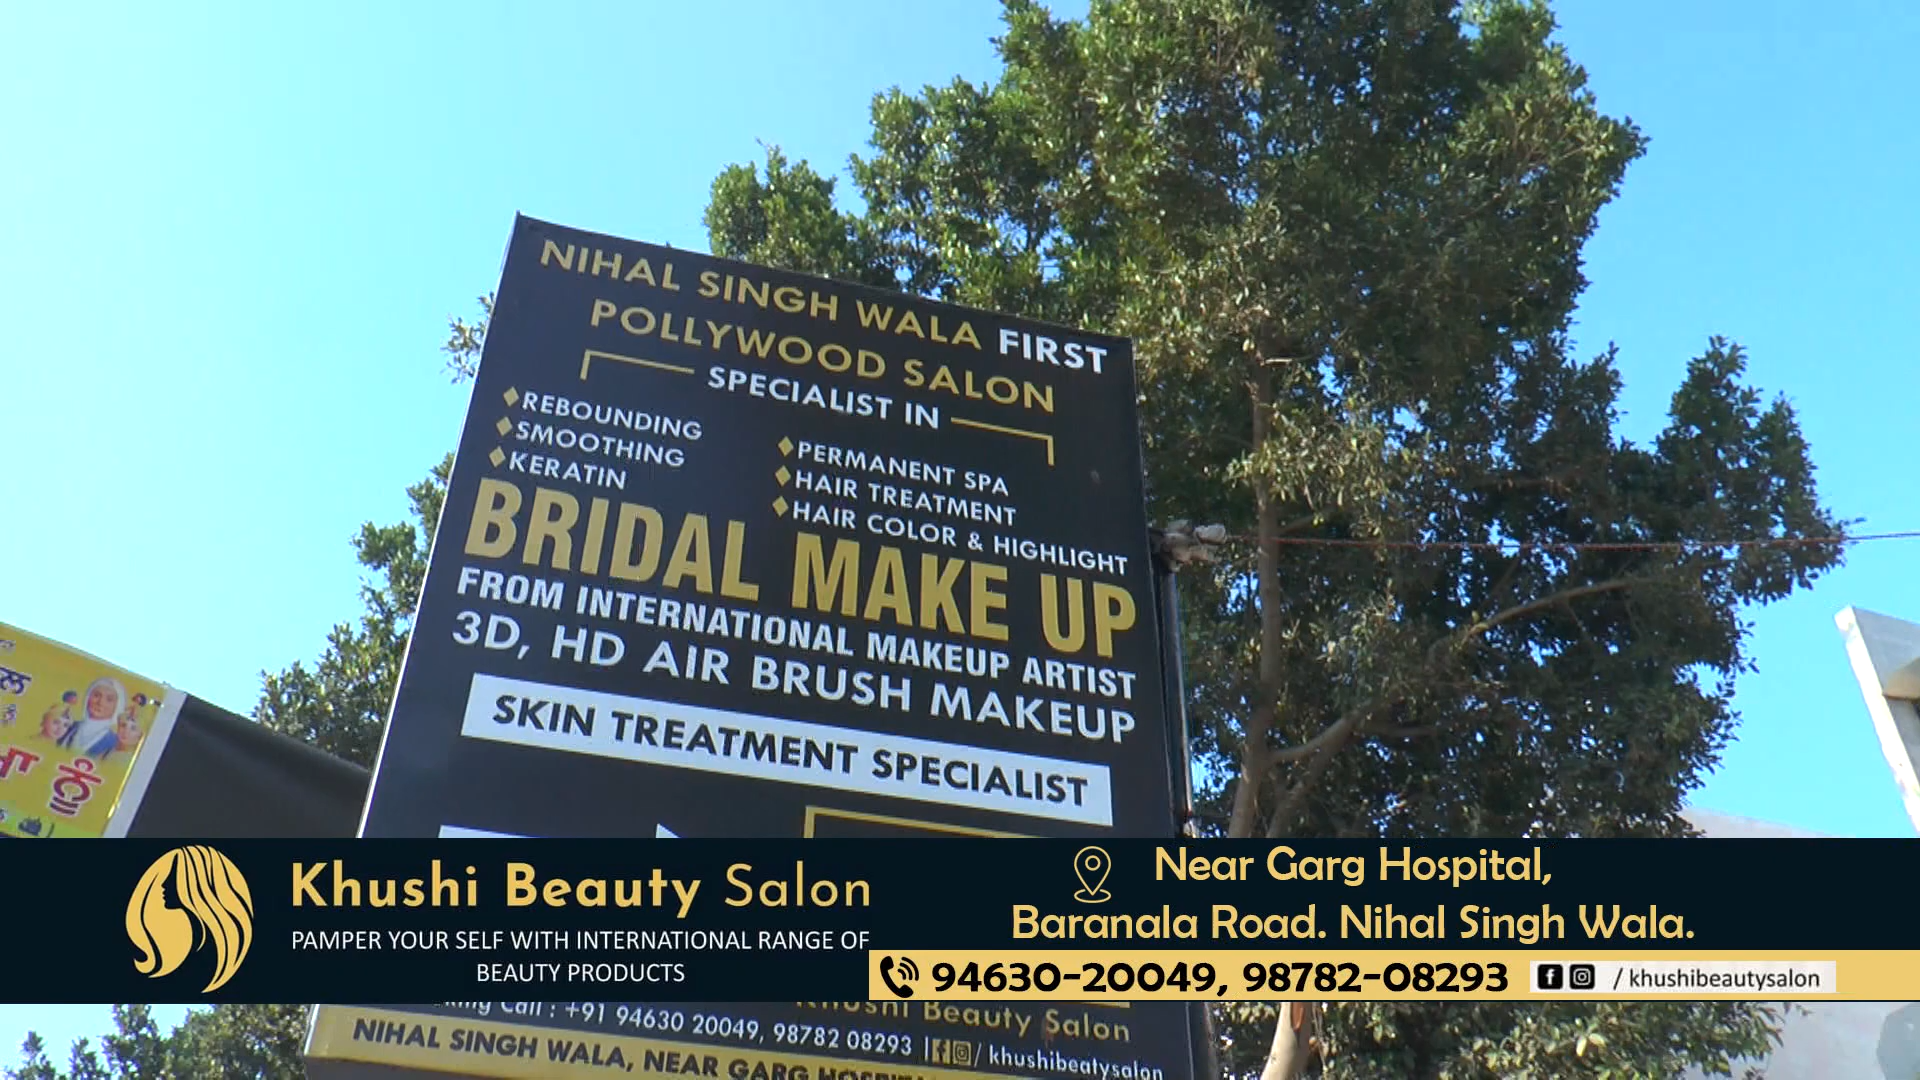 NIHAL SINGH WALA FIRST
POLLYWOOD SALON
SPECIALIST IN
REBOUNDING
SMOOTHING
KERATIN
PERMANENT SPA
HAIR TREATMENT
HAIR COLOR & HIGHLIGHT
BRIDAL MAKE UP
FROM INTERNATIONAL MAKEUP ARTIST
3D, HD AIR BRUSH MAKEUP
SKIN TREATMENT SPECIALIST
ਨੂੰ
Khushi Beauty Salon
PAMPER YOUR SELF WITH INTERNATIONAL RANGE OF
BEAUTY PRODUCTS
Near Garg Hospital,
Baranala Road. Nihal Singh Wala.
94630-20049, 98782-08293 / khushibeautysalon
Khushi Beauty Salon
Call : +91 94630 20049, 98782 08293 | / khushibeatysalon
NIHAL SINGH WALA, NEAR GARG